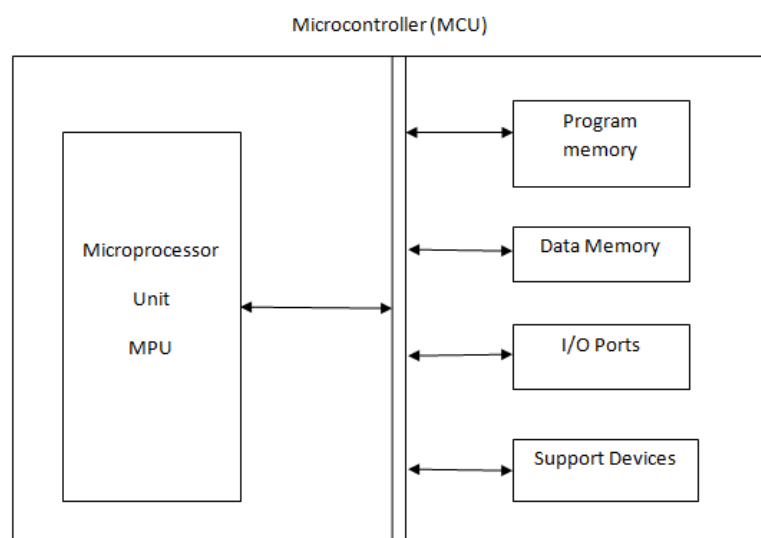 Microcontroller (MCU)
Microprocessor
Unit
MPU
Program
memory
Data Memory
I/O Ports
Support Devices